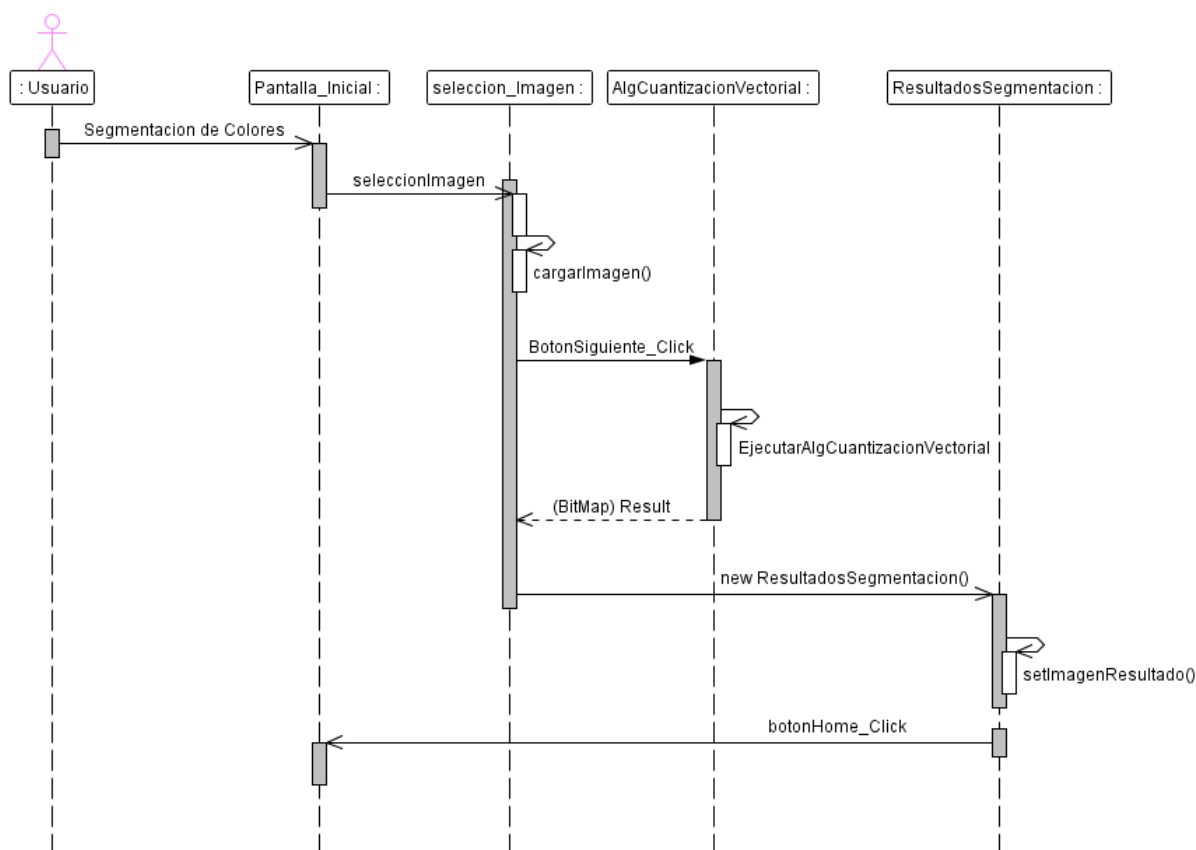 : Usuario
Pantalla_Inicial :
seleccion_Imagen :
AlgCuantizacionVectorial :
ResultadosSegmentacion :
Segmentacion de Colores
seleccionImagen
cargarImagen()
BotonSiguiente_Click
EjecutarAlgCuantizacionVectorial
(BitMap) Result
new ResultadosSegmentacion()
setImagenResultado()
botonHome_Click